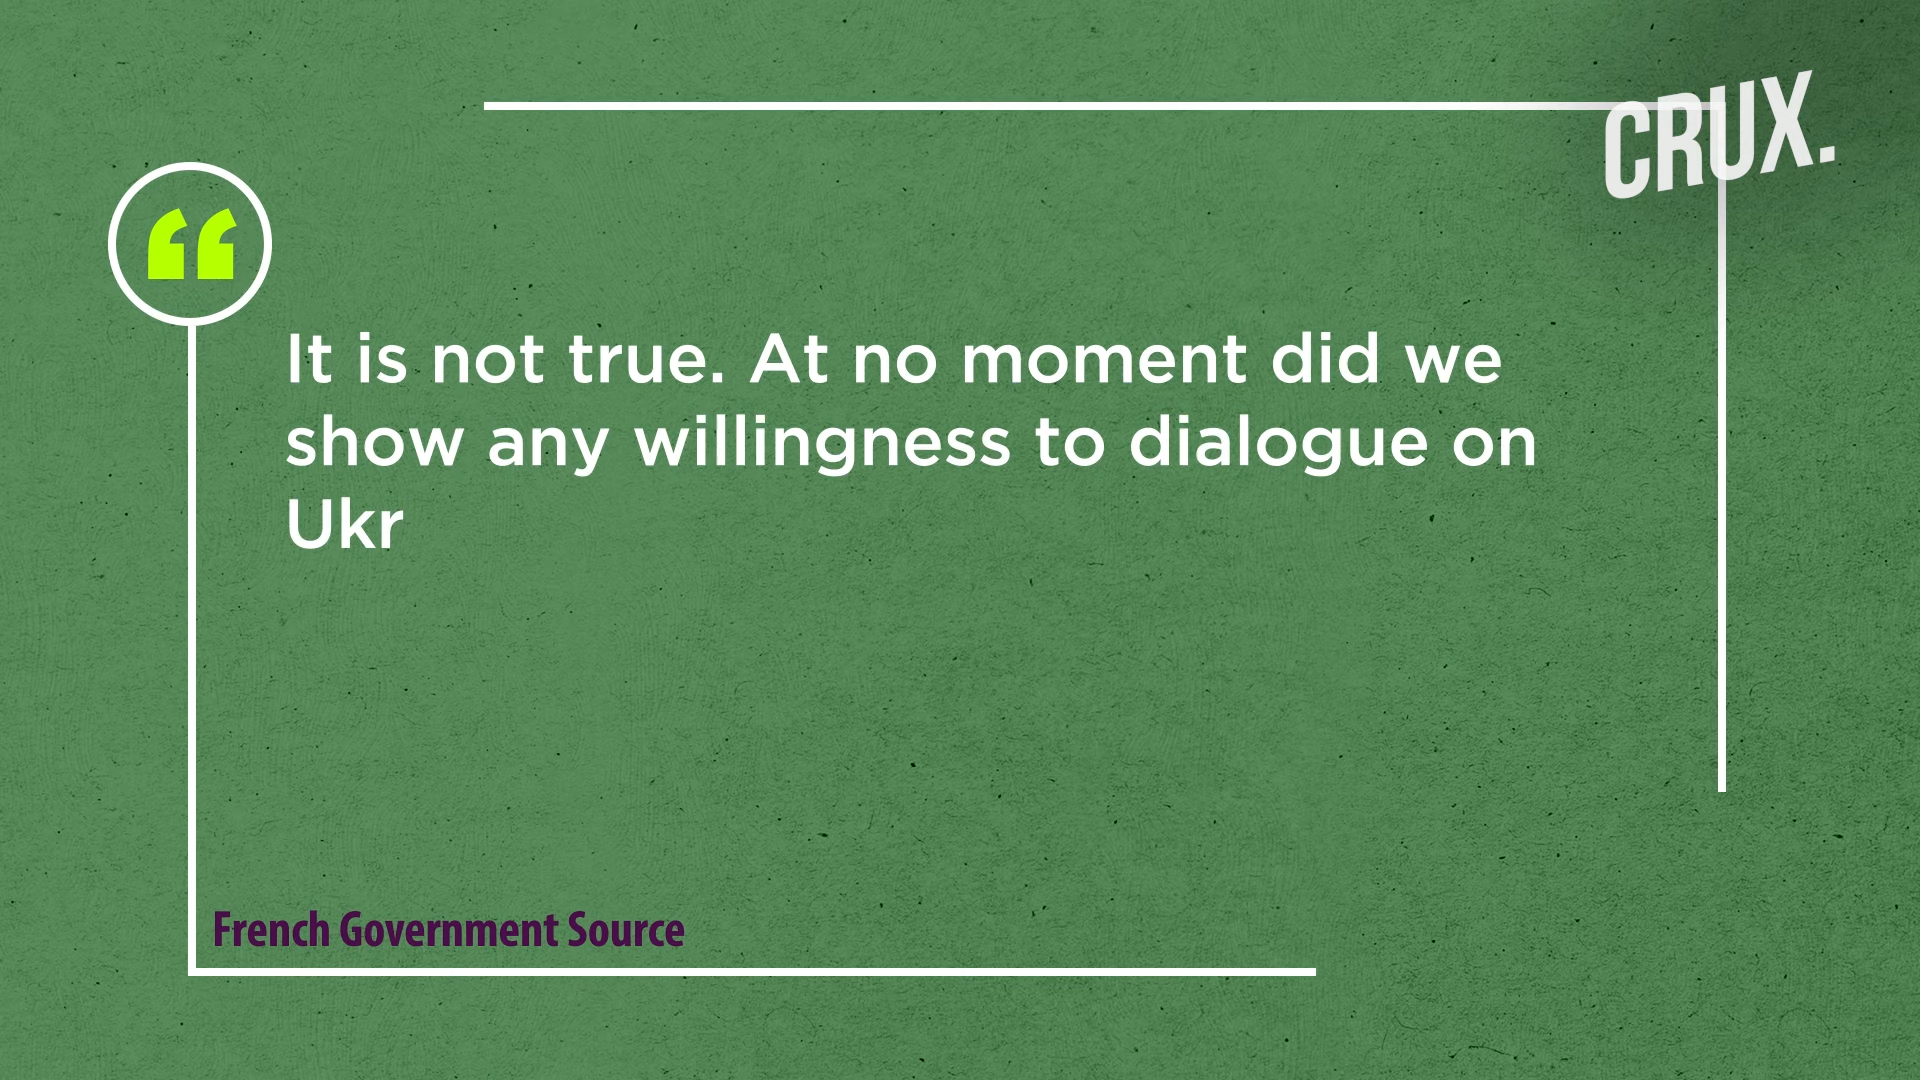 CRUX.
It is not true. At no moment did we
show any willingness to dialogue on
Ukr
French Government Source